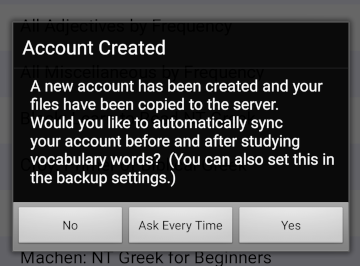 All Adjectives by Frequency
Account Created
All Miscellaneous by Frequency
A new account has been created and your
files have been copied to the server.
Would you like to automatically sync
your account before and after studying
vocabulary words? (You can also set this in
the backup settings.)
No
Ask Every Time
Yes
Machen: NT Greek for Beginners